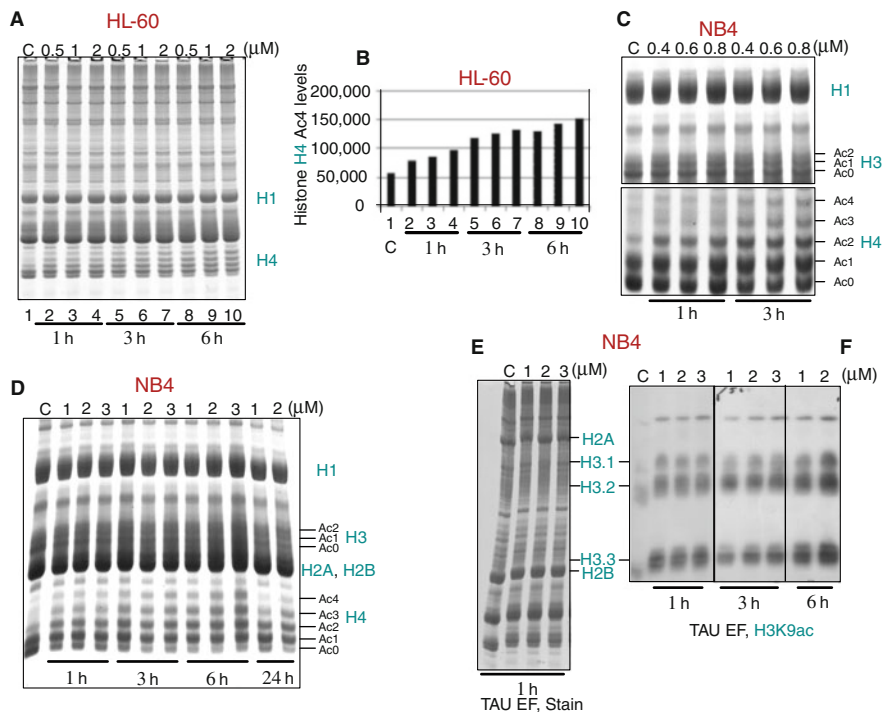 A
HL-60
C 0.5 1 2 0.5 1 2 0.5 1 2 (μM)
H1
H4
1 2 3 4 5 6 7 8 9 10
1 h 3 h 6 h
B
HL-60
Histone H4 Ac4 levels
200,000
150,000
100,000
50,000
0
1 2 3 4 5 6 7 8 9 10
C 1 h 3 h 6 h
C
NB4
C 0.4 0.6 0.8 0.4 0.6 0.8 (μM)
H1
Ac2
Ac1 H3
Ac0
Ac4
Ac3
Ac2 H4
Ac1
Ac0
1 h 3 h
D
NB4
C 1 2 3 1 2 3 1 2 3 1 2 (μM)
H1
Ac2
Ac1 H3
Ac0
H2A, H2B
Ac4
Ac3 H4
Ac2
Ac1
Ac0
1 h 3 h 6 h 24 h
NB4
E
C 1 2 3
H2A
H3.1
H3.2
H3.3
H2B
1 h
TAU EF, Stain
F
C 1 2 3 1 2 3 1 2 (μM)
1 h 3 h 6 h
TAU EF, H3K9ac